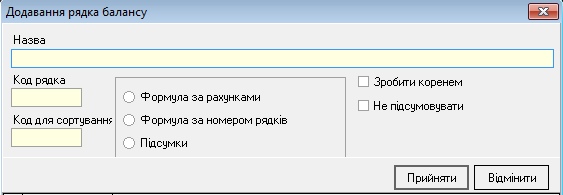 Додавання рядка балансу
Назва
Код рядка
Код для сортування
Формула за рахунками
Формула за номером рядків
Підсумки
Зробити коренем
Не підсумовувати
Прийняти
Відмінити